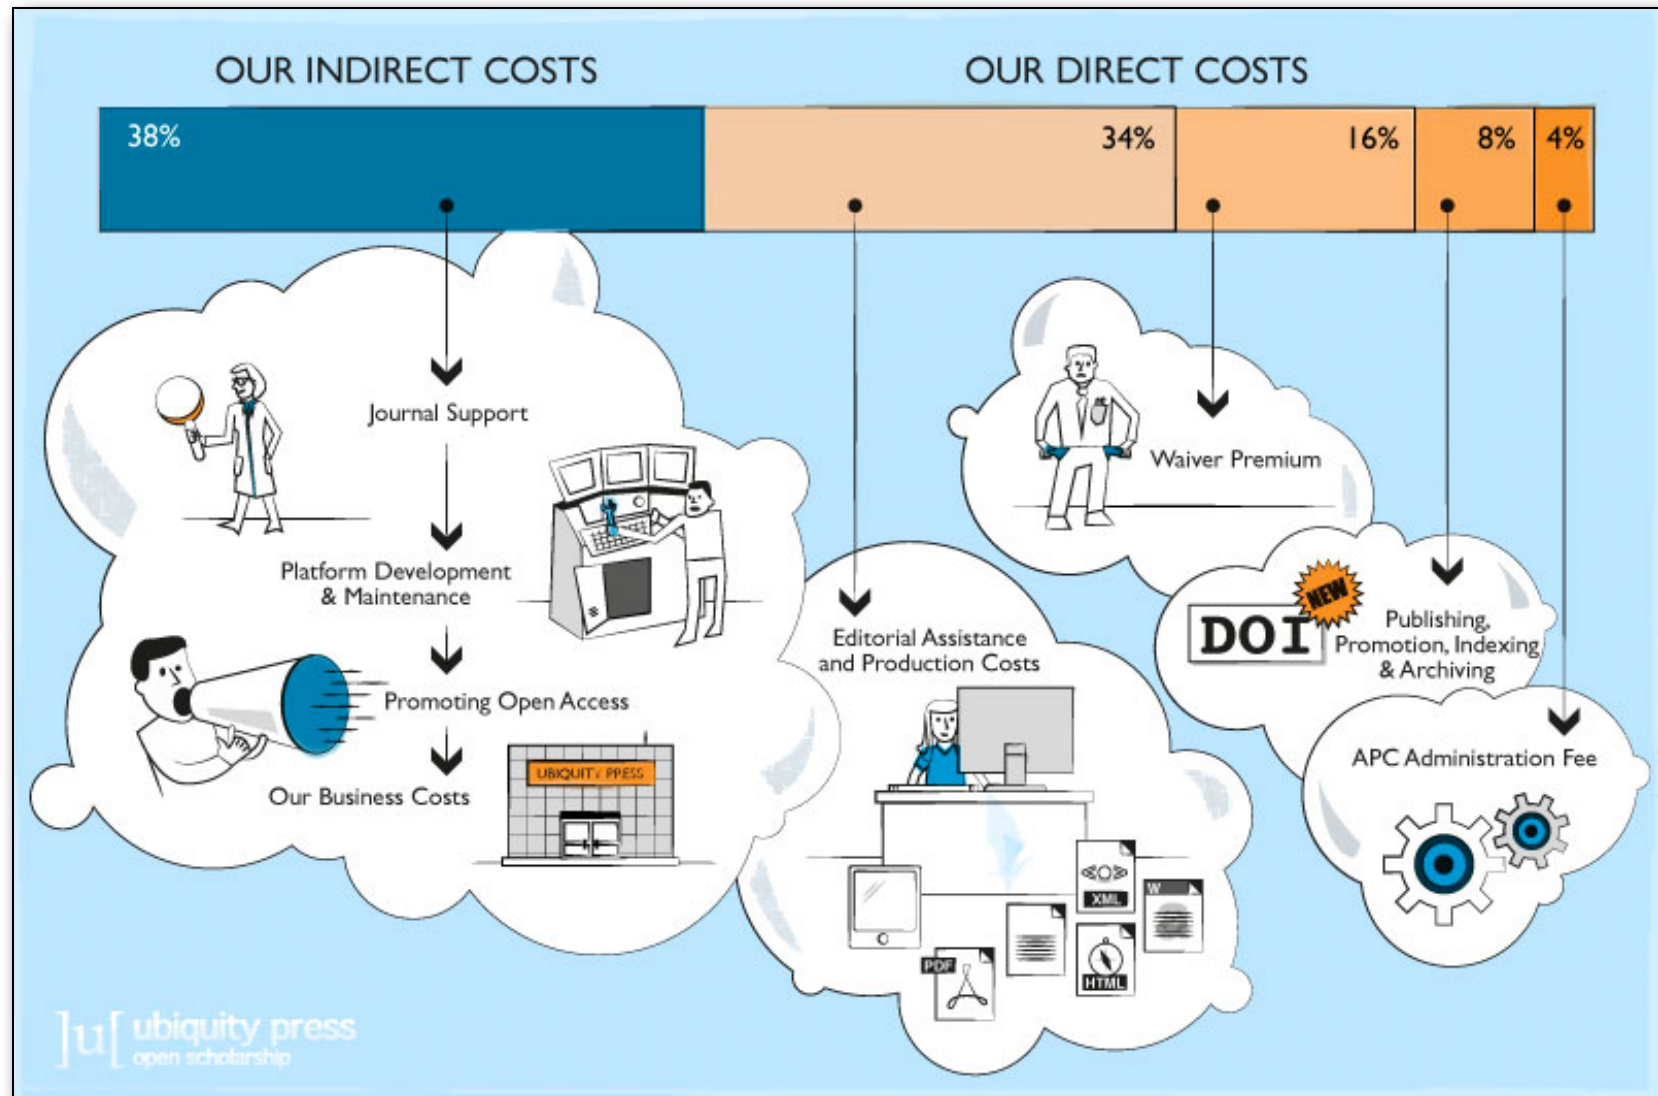 OUR INDIRECT COSTS
OUR DIRECT COSTS
38%
34%
16%
8%
4%
Journal Support
Platform Development
& Maintenance
Promoting Open Access
Our Business Costs
UBIQUITY PRESS
Editorial Assistance
and Production Costs
XML
W
PDF
HTML
Waiver Premium
DOI
NEW
Publishing,
Promotion, Indexing
& Archiving
APC Administration Fee
]u[ ubiquity press
open scholarship